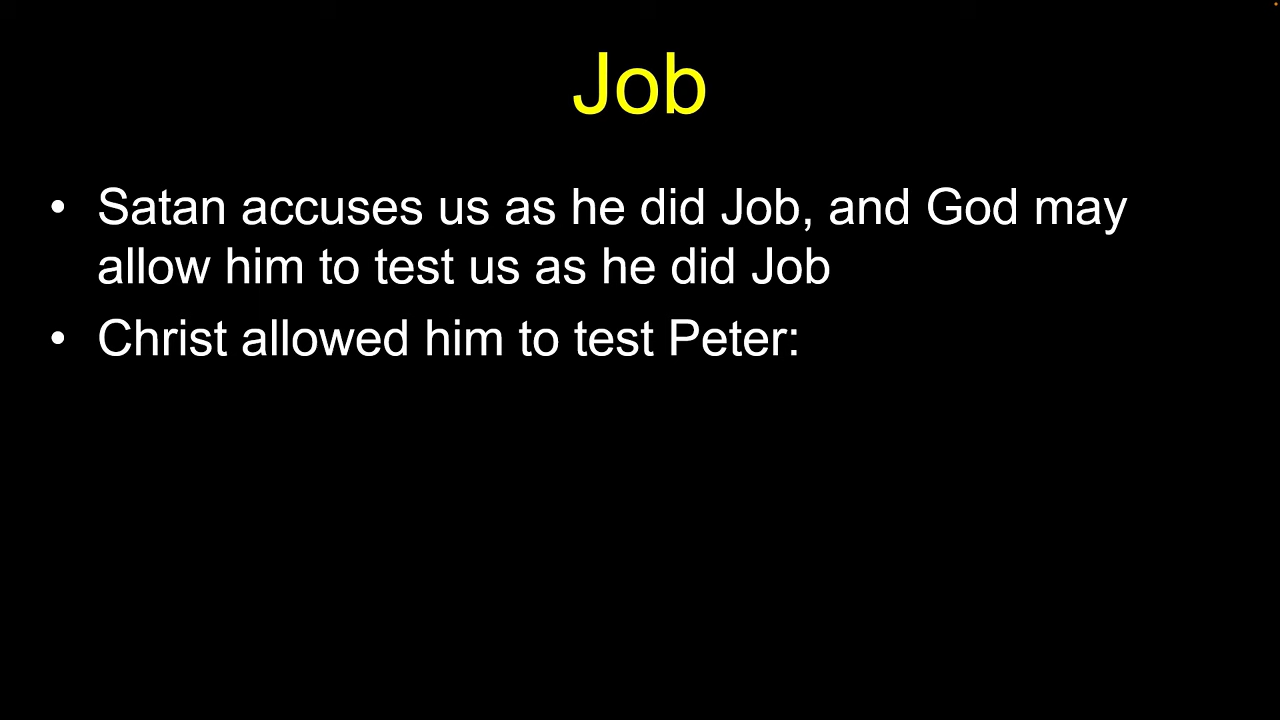 Job
• Satan accuses us as he did Job, and God may
allow him to test us as he did Job
• Christ allowed him to test Peter: